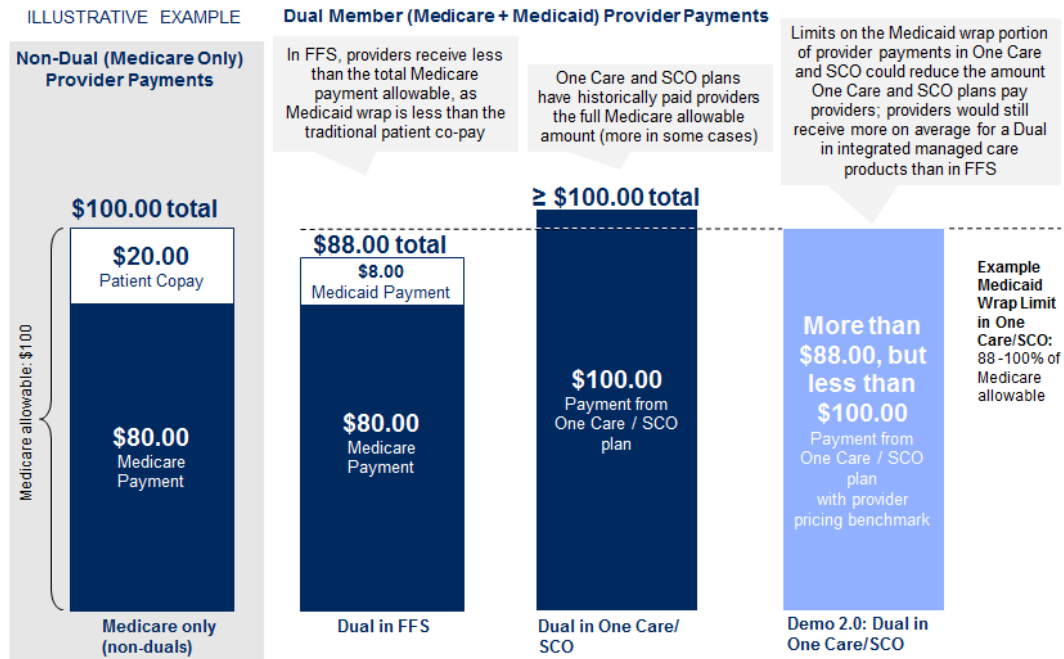 ILLUSTRATIVE EXAMPLE
Non-Dual (Medicare Only)
Provider Payments
Dual Member (Medicare + Medicaid) Provider Payments
In FFS, providers receive less
than the total Medicare
payment allowable, as
Medicaid wrap is less than the
traditional patient co-pay
One Care and SCO plans
have historically paid providers
the full Medicare allowable
amount (more in some cases)
Limits on the Medicaid wrap portion
of provider payments in One Care
and SCO could reduce the amount
One Care and SCO plans pay
providers; providers would still
receive more on average for a Dual
in integrated managed care
products than in FFS
Medicare allowable: $100
$100.00 total
$20.00
Patient Copay
$80.00
Medicare
Payment
Medicare only
(non-duals)
$88.00 total
$8.00
Medicaid Payment
$80.00
Medicare
Payment
Dual in FFS
≥ $100.00 total
$100.00
Payment from
One Care / SCO
plan
Dual in One Care/
SCO
More than
$88.00, but
less than
$100.00
Payment from
One Care / SCO
plan
with provider
pricing benchmark
Demo 2.0: Dual in
One Care/SCO
Example
Medicaid
Wrap Limit
in One
Care/SCO:
88-100% of
Medicare
allowable